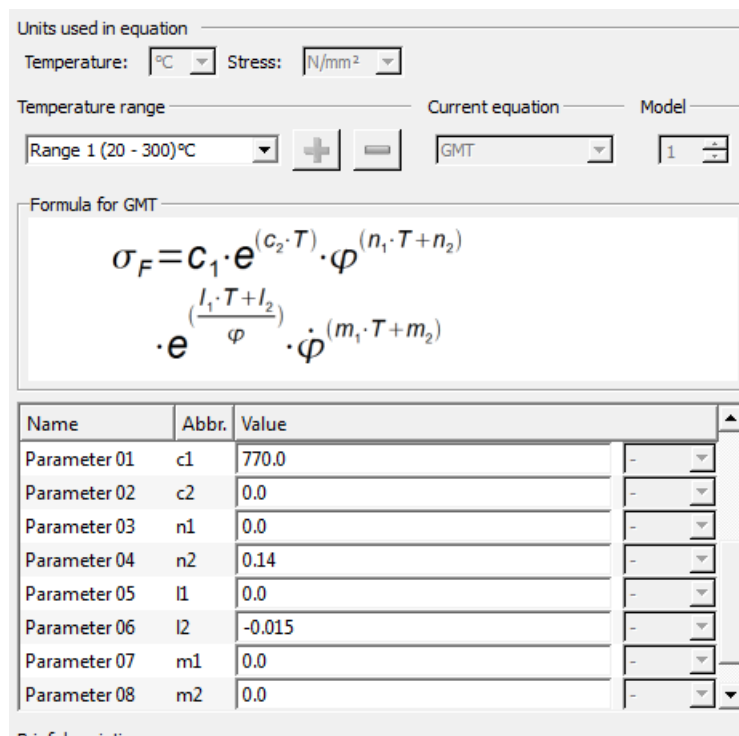 Units used in equation
Temperature: °C Stress: N/mm²
Temperature range Current equation Model
Range 1 (20 - 300)°C + − GMT 1
Formula for GMT
σ_F=c₁·e^(c₂·T)·φ^(n₁·T+n₂)
·e^((l₁·T+l₂)/φ)·φ̇^(m₁·T+m₂)
Name Abbr. Value
Parameter 01 c1 770.0 -
Parameter 02 c2 0.0 -
Parameter 03 n1 0.0 -
Parameter 04 n2 0.14 -
Parameter 05 l1 0.0 -
Parameter 06 l2 -0.015 -
Parameter 07 m1 0.0 -
Parameter 08 m2 0.0 -